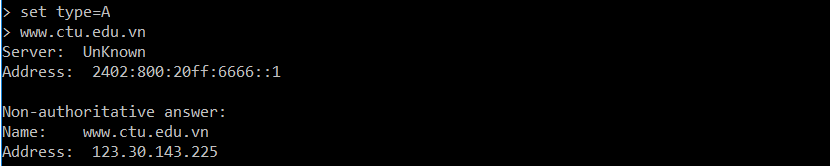 > set type=A
> www.ctu.edu.vn
Server:  UnKnown
Address:  2402:800:20ff:6666::1

Non-authoritative answer:
Name:    www.ctu.edu.vn
Address:  123.30.143.225